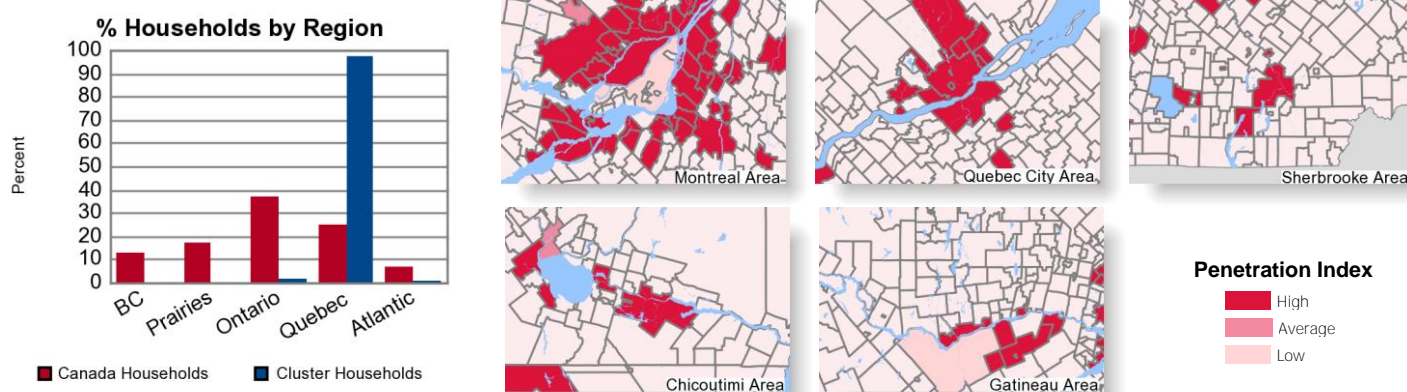 % Households by Region
Percent
100
90
80
70
60
50
40
30
20
10
0
BC
Prairies
Ontario
Quebec
Atlantic
Canada Households
Cluster Households
Montreal Area
Quebec City Area
Sherbrooke Area
Chicoutimi Area
Gatineau Area
Penetration Index
High
Average
Low